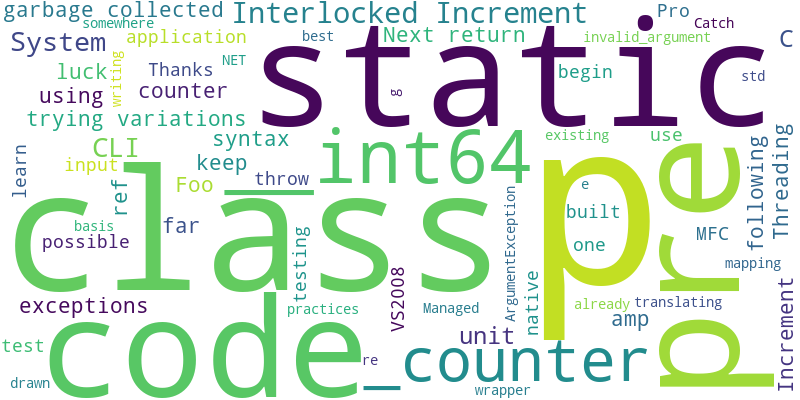 garbage collected
somewhere
Interlocked Increment
Pro
Catch
System
application
best
Next return
invalid_argument
C
luck
writing
Thanks
NET
static
begin
std
using
counter
g
trying variations
syntax
int64
existing
use
CLI
input
keep
__
throw
p
pre
following
Threading
learn
ref
Foo
class
e
built
far
basis
possible
one
MFC
ArgumentException
mapping
testing
VS2008
native
exceptions
code
practices
Managed
already
translating
amp
Increment
test
unit
_counter
re
drawn
wrapper